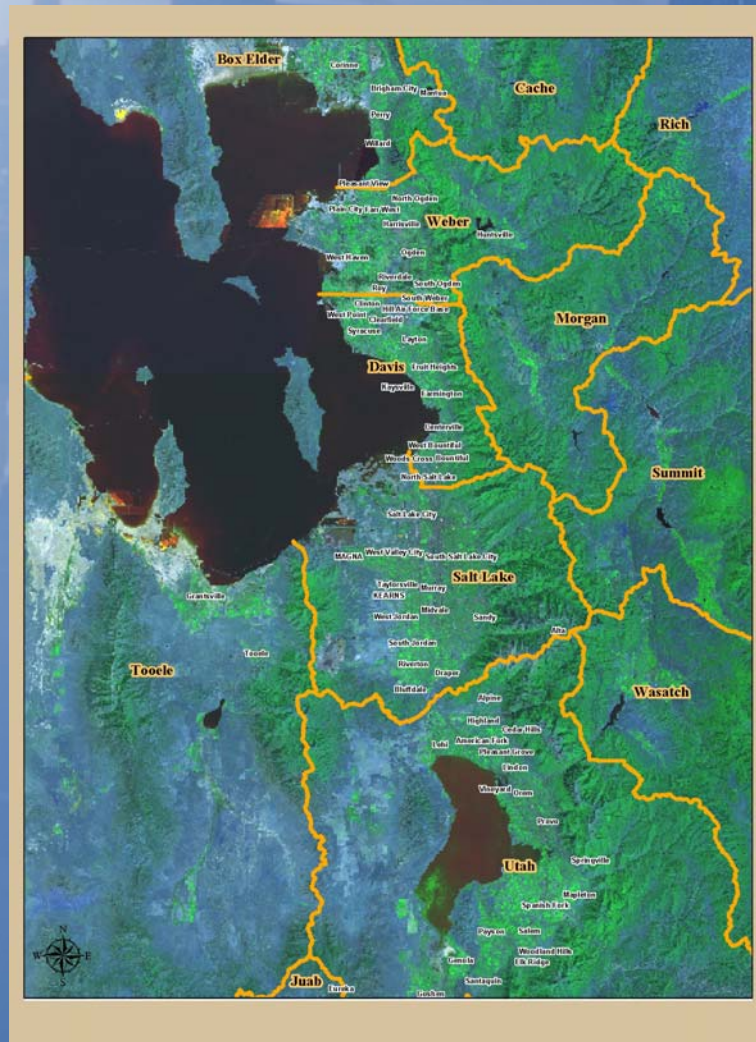 Box Elder
Corinne
Cache
Brigham City
Mantua
Perry
Rich
Willard
Pleasant View
North Ogden
Plain City Farr West
Weber
Harrisville
Huntsville
Ogden
West Haven
Riverdale
South Ogden
Roy
South Weber
Clinton
Hill Air Force Base
West Point
Clearfield
Morgan
Syracuse
Layton
Davis
Fruit Heights
Kaysville
Farmington
Centerville
West Bountiful
Woods Cross Bountiful
Summit
North Salt Lake
Salt Lake City
MAGNA
West Valley City
South Salt Lake City
Salt Lake
Taylorsville
Murray
Grantsville
KEARNS
Midvale
West Jordan
Sandy
Alta
South Jordan
Tooele
Tooele
Riverton
Draper
Bluffdale
Wasatch
Alpine
Highland
Cedar Hills
Lehi
American Fork
Pleasant Grove
Lindon
Vineyard
Orem
Provo
Utah
Springville
Mapleton
Spanish Fork
Payson
Salem
N
W E
S
Woodland Hills
Genola
Elk Ridge
Juab
Eureka
Santaquin
Goshen